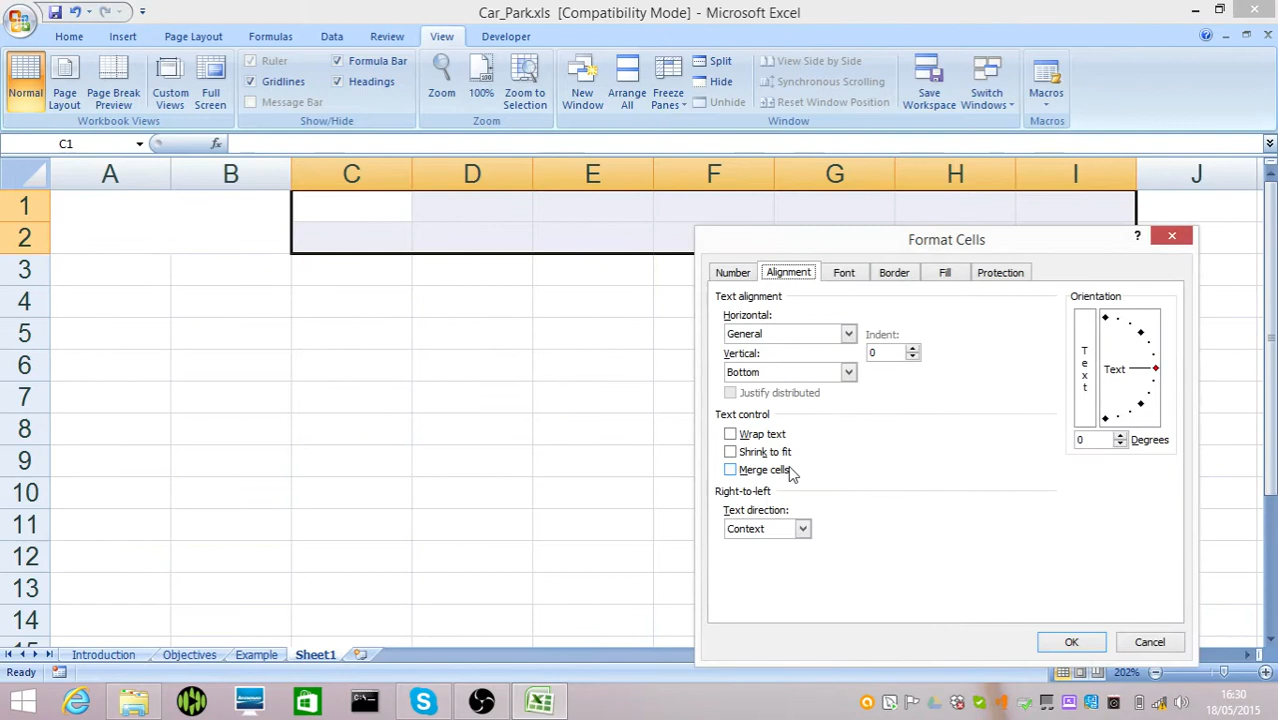 Car_Park.xls [Compatibility Mode] - Microsoft Excel
Home Insert Page Layout Formulas Data Review View Developer
Normal Page Layout Page Break Preview Custom Views Full Screen
Workbook Views
Ruler Formula Bar
Gridlines Headings
Message Bar
Show/Hide
Zoom 100% Zoom to Selection
Zoom
New Window Arrange All Freeze Panes
Split
Hide
Unhide
View Side by Side
Synchronous Scrolling
Reset Window Position
Window
Save Workspace Switch Windows
Macros
Macros
C1 fx
A B C D E F G H I J
1
2
3
4
5
6
7
8
9
10
11
12
13
14
15
Format Cells ?
Number Alignment Font Border Fill Protection
Text alignment
Horizontal:
General
Indent:
0
Vertical:
Bottom
Justify distributed
Text control
Wrap text
Shrink to fit
Merge cells
Right-to-left
Text direction:
Context
Orientation
Text
Text
0 Degrees
OK Cancel
Introduction Objectives Example Sheet1
Ready 202%
16:30
18/05/2015